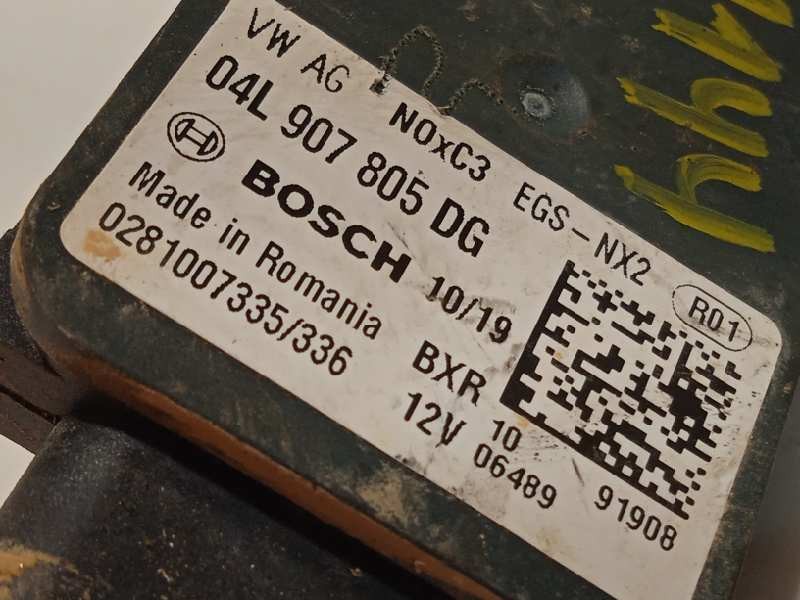 VW AG NOxC3 EGS-NX2 R01
04L 907 805 DG
BOSCH 10/19
Made in Romania BXR 10 91908
0281007335/336 12V 06489